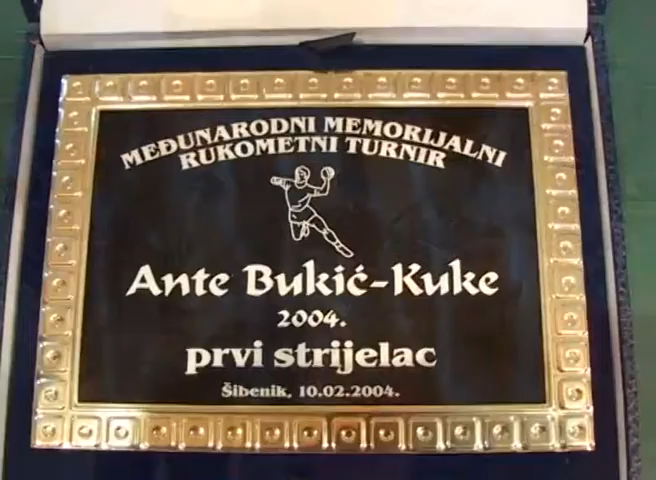 MEĐUNARODNI MEMORIJALNI
RUKOMETNI TURNIR
Ante Bukić-Kuke
2004.
prvi strijelac
Šibenik, 10.02.2004.